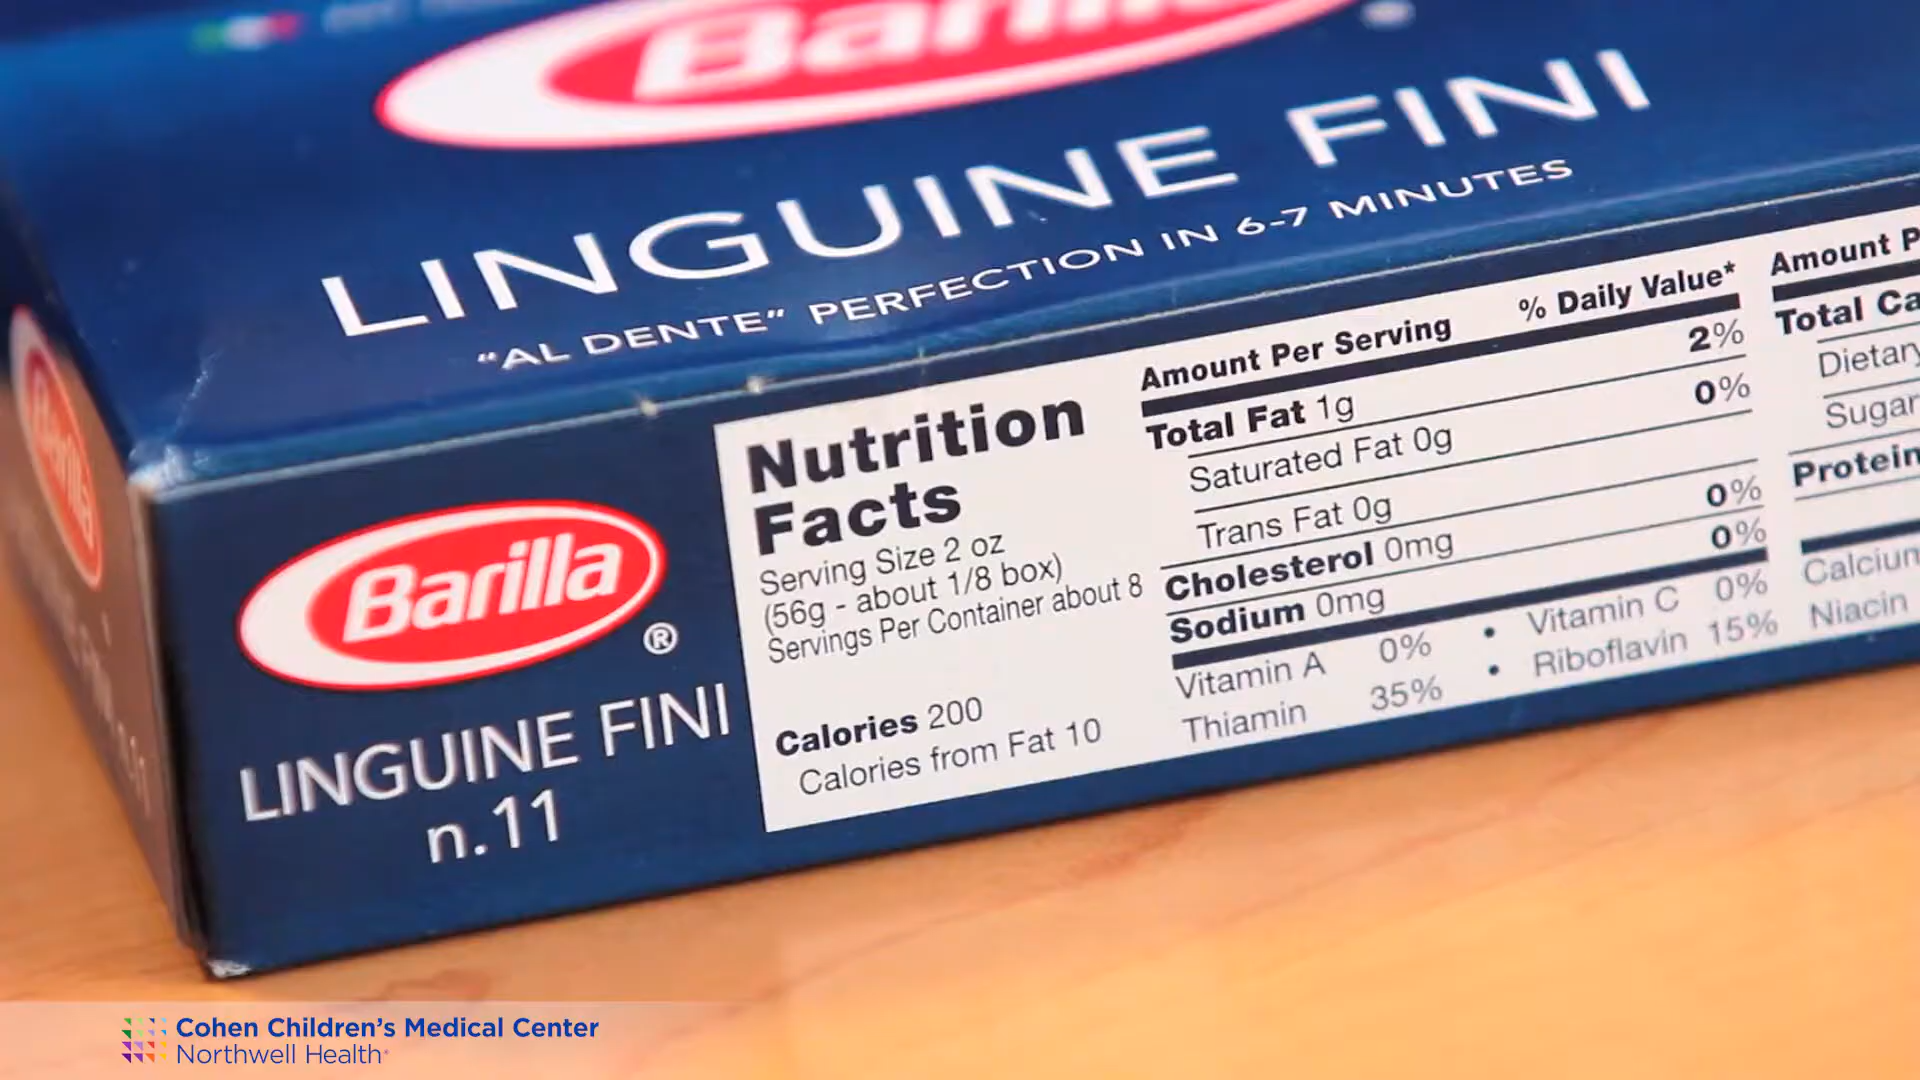 Barilla
LINGUINE FINI
"AL DENTE" PERFECTION IN 6-7 MINUTES
Barilla
Barilla®
LINGUINE FINI
n.11
Nutrition
Facts
Serving Size 2 oz
(56g - about 1/8 box)
Servings Per Container about 8
Calories 200
Calories from Fat 10
Amount Per Serving % Daily Value*
Total Fat 1g 2%
Saturated Fat 0g 0%
Trans Fat 0g
Cholesterol 0mg 0%
Sodium 0mg 0%
Vitamin A 0% • Vitamin C 0%
Thiamin 35% • Riboflavin 15%
Amount P
Total Ca
Dietary
Sugar
Protein
Calcium
Niacin
Cohen Children's Medical Center
Northwell Health